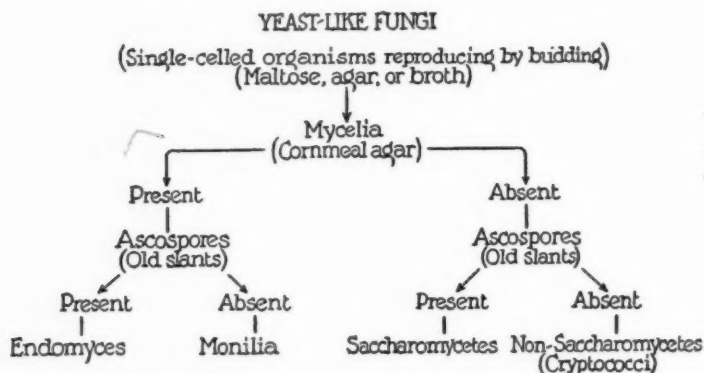 YEAST-LIKE FUNGI
(Single-celled organisms reproducing by budding)
(Maltose, agar, or broth)
Mycelia
(Cornmeal agar)
Present
Absent
Ascospores
(Old slants)
Ascospores
(Old slants)
Present
Absent
Present
Absent
Endomyces
Monilia
Saccharomycetes
Non-Saccharomycetes
(Cryptococci)